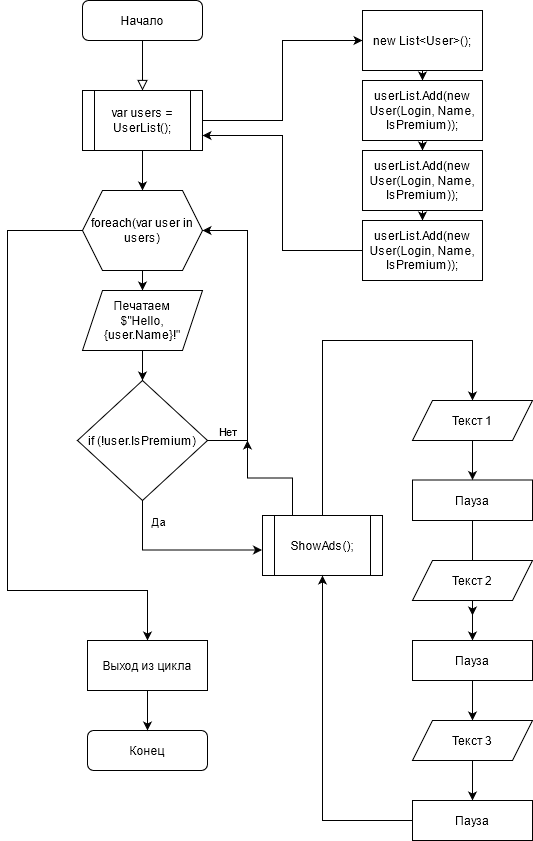 Начало
new List<User>();
var users =
UserList();
userList.Add(new
User(Login, Name,
IsPremium));
userList.Add(new
User(Login, Name,
IsPremium));
userList.Add(new
User(Login, Name,
IsPremium));
foreach(var user in
users)
Печатаем
$"Hello,
{user.Name}!"
if (!user.IsPremium)
Нет
Да
ShowAds();
Текст 1
Пауза
Текст 2
Пауза
Текст 3
Пауза
Выход из цикла
Конец